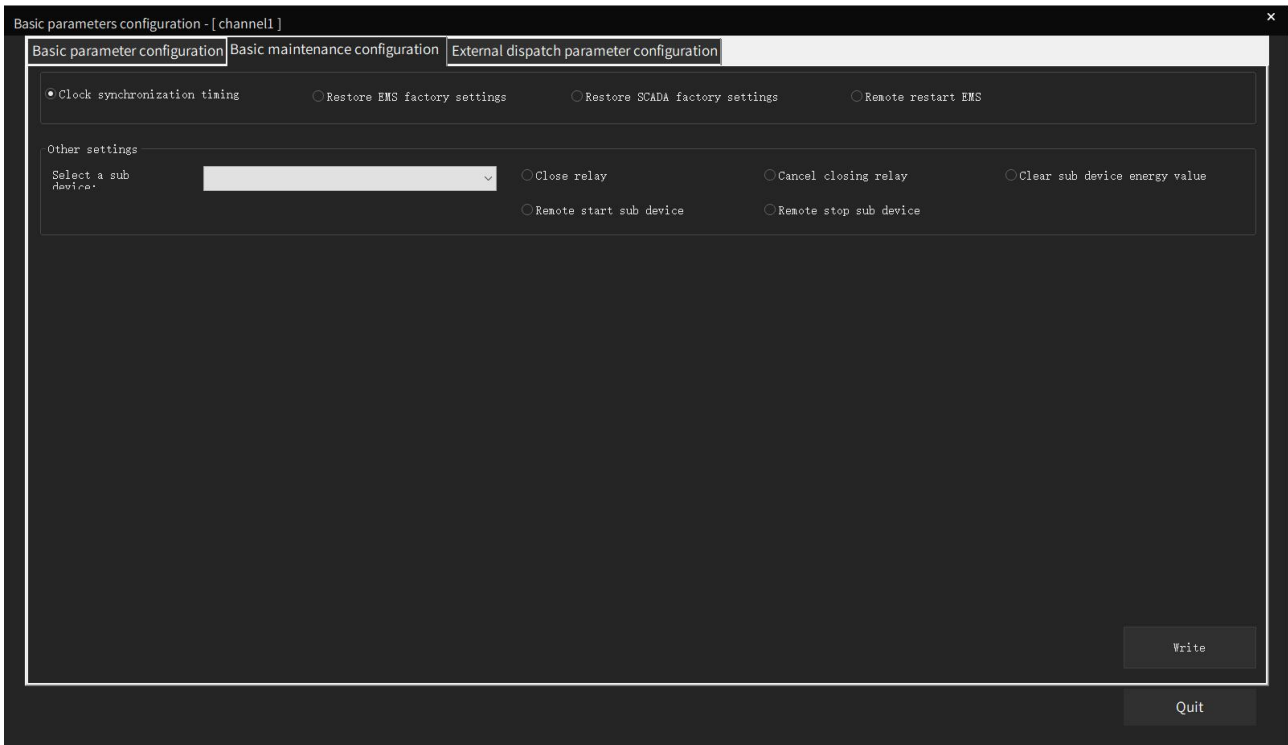 Basic parameters configuration - [ channel1 ]
×
Basic parameter configuration Basic maintenance configuration External dispatch parameter configuration
Clock synchronization timing Restore EMS factory settings Restore SCADA factory settings Remote restart EMS
Other settings
Select a sub
device:
Close relay Cancel closing relay Clear sub device energy value
Remote start sub device Remote stop sub device
Write
Quit